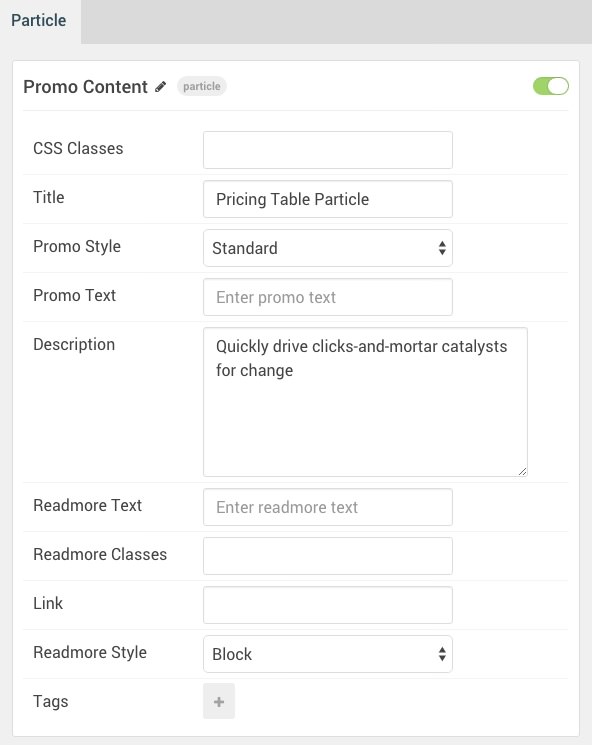 Particle
Promo Content particle
CSS Classes
Title Pricing Table Particle
Promo Style Standard
Promo Text Enter promo text
Description Quickly drive clicks-and-mortar catalysts
for change
Readmore Text Enter readmore text
Readmore Classes
Link
Readmore Style Block
Tags +